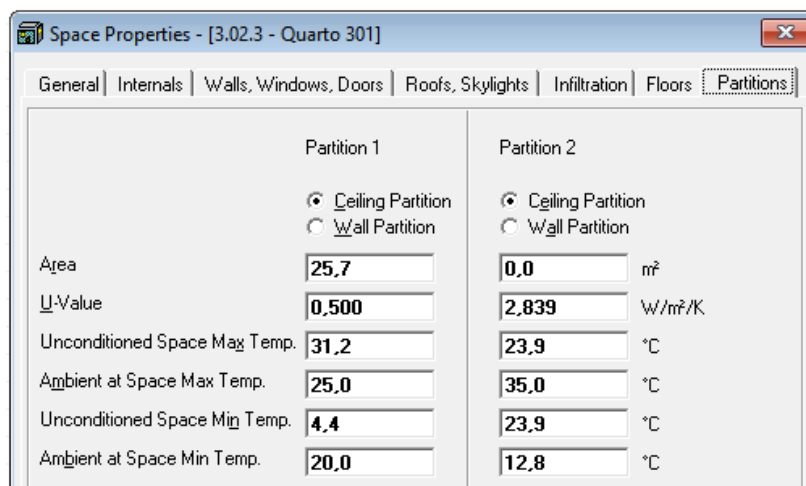 Space Properties - [3.02.3 - Quarto 301]
General Internals Walls, Windows, Doors Roofs, Skylights Infiltration Floors Partitions
Partition 1 Partition 2
Ceiling Partition Ceiling Partition
Wall Partition Wall Partition
Area 25,7 0,0 m²
U-Value 0,500 2,839 W/m²/K
Unconditioned Space Max Temp. 31,2 23,9 °C
Ambient at Space Max Temp. 25,0 35,0 °C
Unconditioned Space Min Temp. 4,4 23,9 °C
Ambient at Space Min Temp. 20,0 12,8 °C